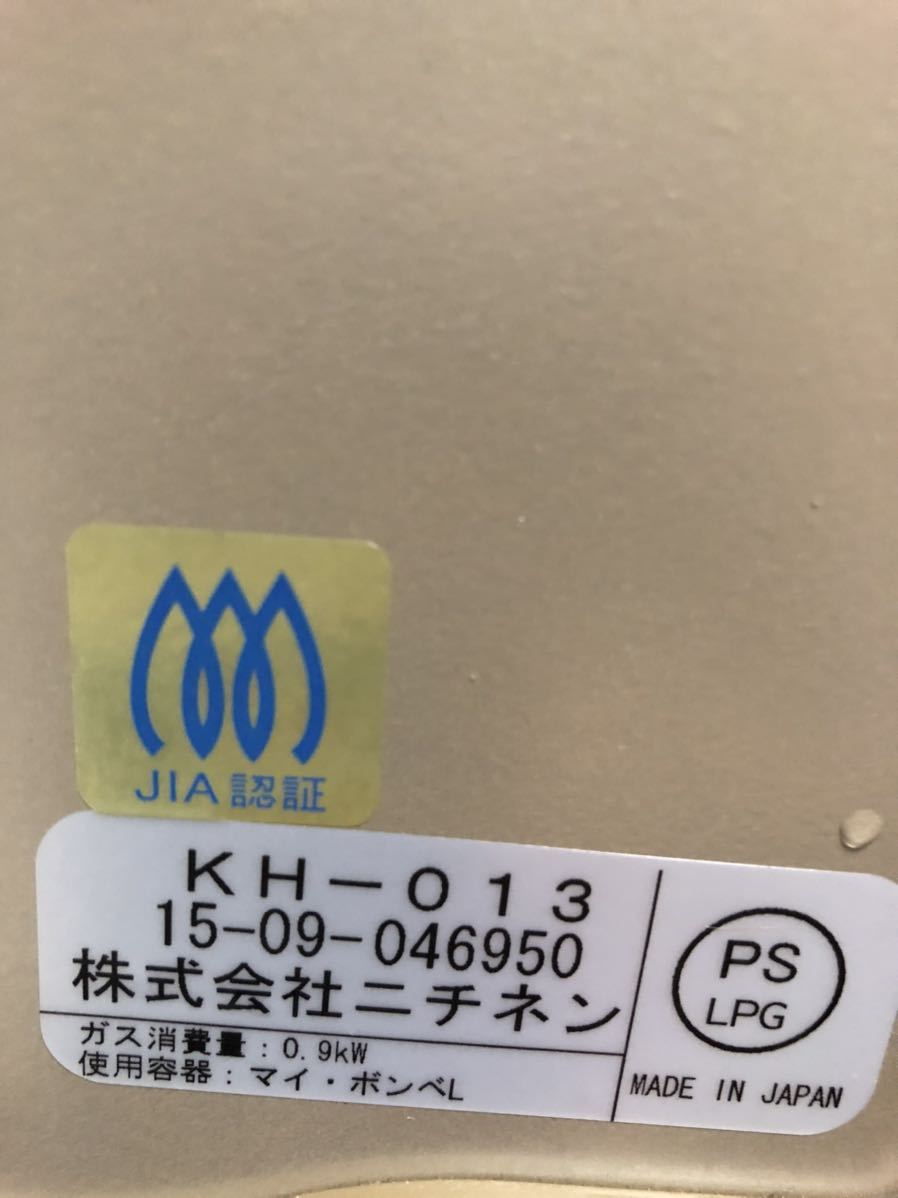 JIA認証
KH-013
15-09-046950
株式会社ニチネン
ガス消費量:0.9kW
使用容器:マイ・ボンベL
PS
LPG
MADE IN JAPAN